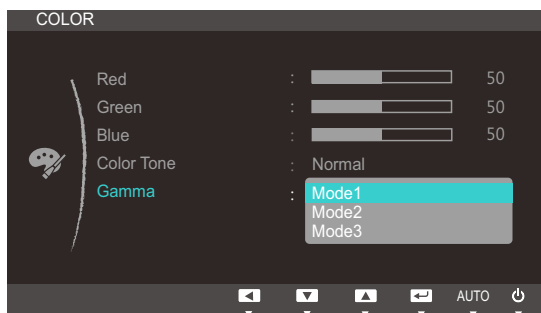 COLOR
Red : 50
Green : 50
Blue : 50
Color Tone : Normal
Gamma : Mode1
Mode2
Mode3
AUTO